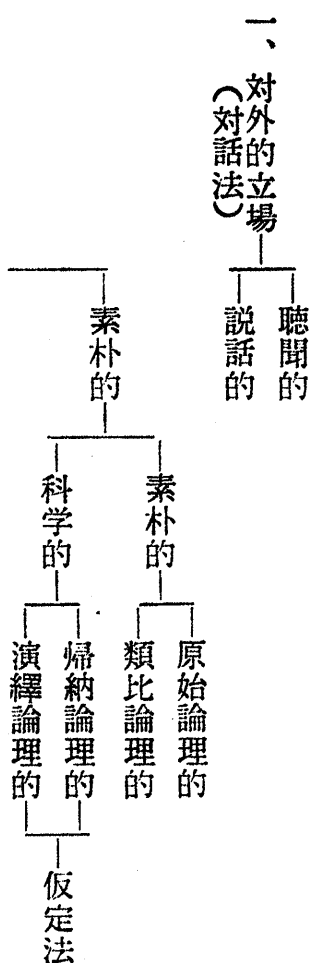 一、対外的立場
（対話法）
聴聞的
説話的
素朴的
素朴的
原始論理的
類比論理的
科学的
帰納論理的
演繹論理的
仮定法